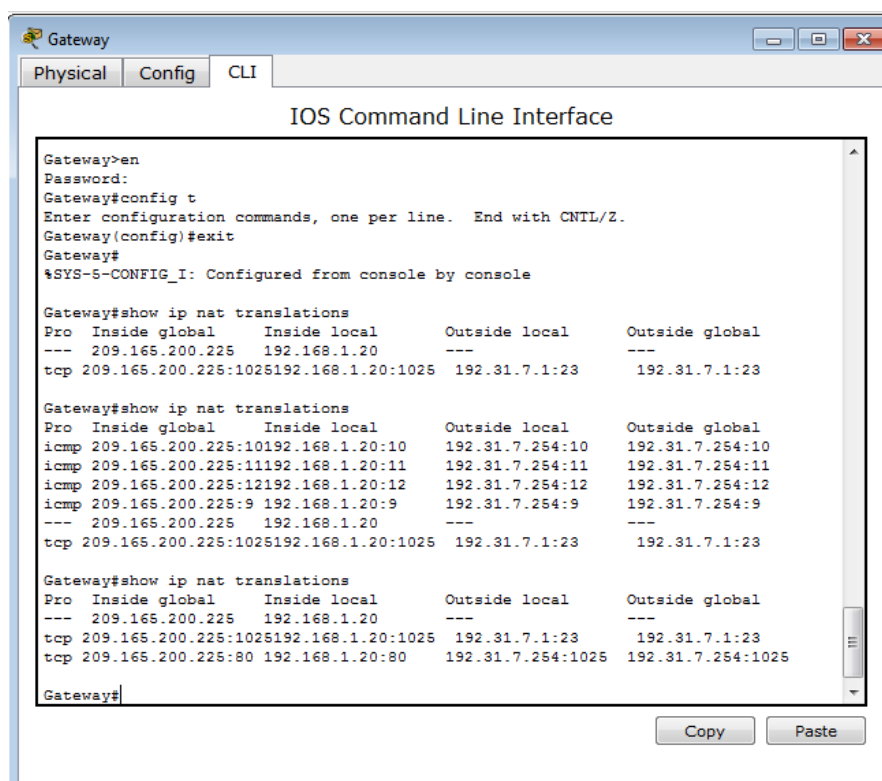 Gateway
Physical Config CLI
IOS Command Line Interface
Gateway>en
Password:
Gateway#config t
Enter configuration commands, one per line.  End with CNTL/Z.
Gateway(config)#exit
Gateway#
%SYS-5-CONFIG_I: Configured from console by console
Gateway#show ip nat translations
Pro  Inside global     Inside local       Outside local      Outside global
---  209.165.200.225   192.168.1.20       ---                ---
tcp 209.165.200.225:1025192.168.1.20:1025  192.31.7.1:23       192.31.7.1:23
Gateway#show ip nat translations
Pro  Inside global     Inside local       Outside local      Outside global
icmp 209.165.200.225:10192.168.1.20:10    192.31.7.254:10    192.31.7.254:10
icmp 209.165.200.225:11192.168.1.20:11    192.31.7.254:11    192.31.7.254:11
icmp 209.165.200.225:12192.168.1.20:12    192.31.7.254:12    192.31.7.254:12
icmp 209.165.200.225:9 192.168.1.20:9     192.31.7.254:9     192.31.7.254:9
---  209.165.200.225   192.168.1.20       ---                ---
tcp 209.165.200.225:1025192.168.1.20:1025  192.31.7.1:23       192.31.7.1:23
Gateway#show ip nat translations
Pro  Inside global     Inside local       Outside local      Outside global
---  209.165.200.225   192.168.1.20       ---                ---
tcp 209.165.200.225:1025192.168.1.20:1025  192.31.7.1:23       192.31.7.1:23
tcp 209.165.200.225:80 192.168.1.20:80    192.31.7.254:1025  192.31.7.254:1025
Gateway#
Copy Paste